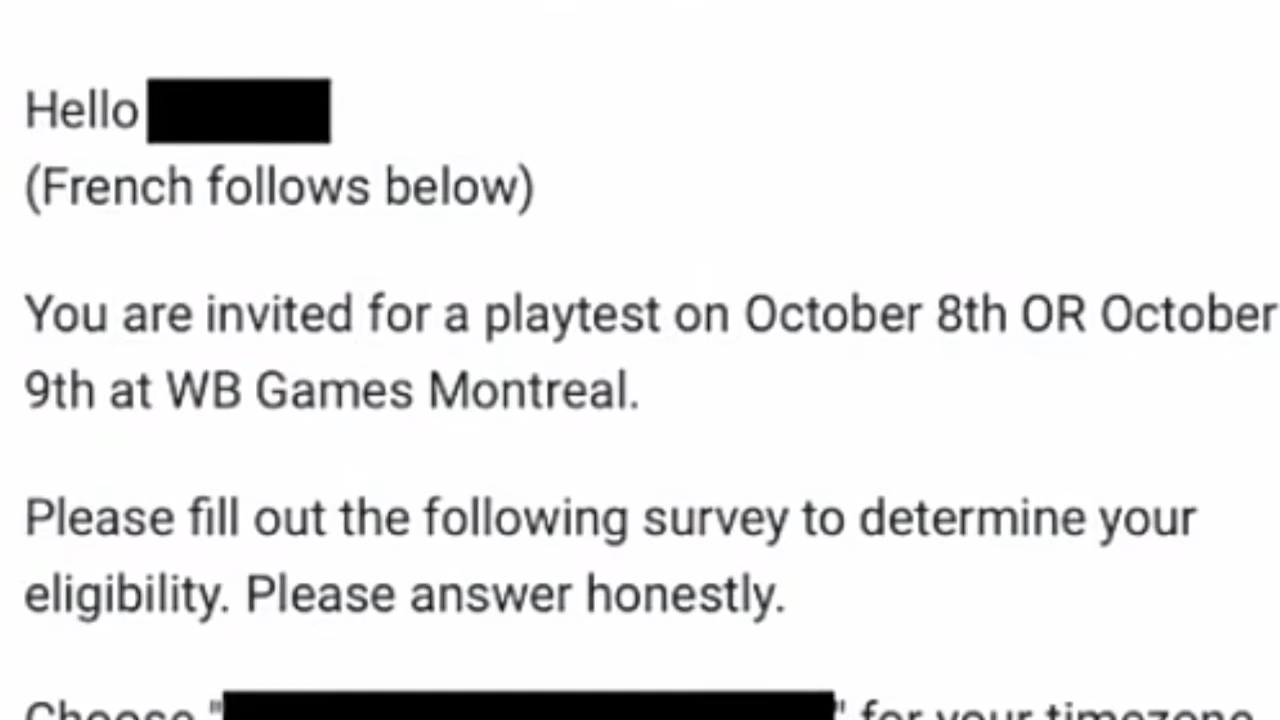 Hello
(French follows below)
You are invited for a playtest on October 8th OR October
9th at WB Games Montreal.
Please fill out the following survey to determine your
eligibility. Please answer honestly.
Choose "" for your timezone